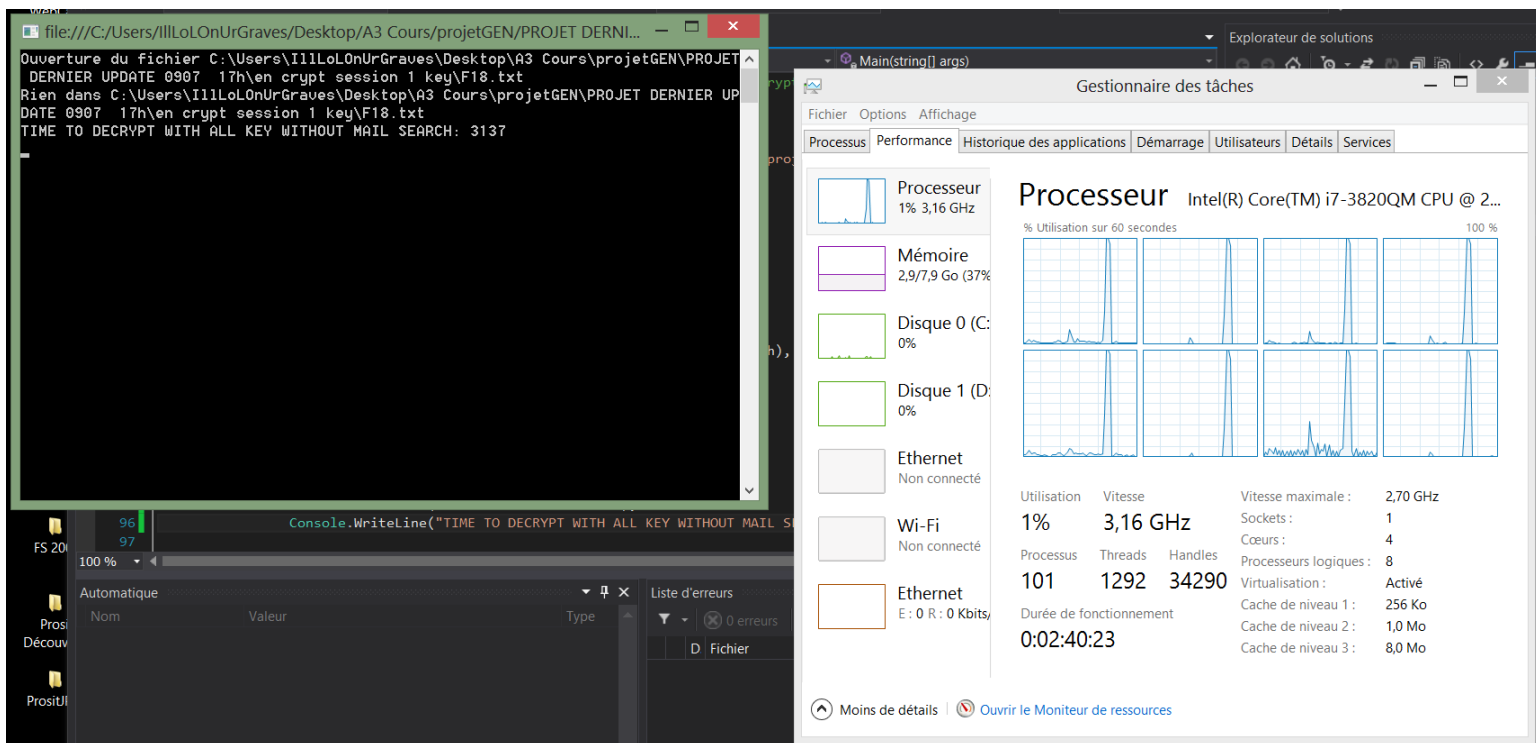 file:///C:/Users/IllLoLOnUrGraves/Desktop/A3 Cours/projetGEN/PROJET DERNI...
Ouverture du fichier C:\Users\IllLoLOnUrGraves\Desktop\A3 Cours\projetGEN\PROJET
DERNIER UPDATE 0907 17h\en crypt session 1 key\F18.txt
Rien dans C:\Users\IllLoLOnUrGraves\Desktop\A3 Cours\projetGEN\PROJET DERNIER UP
DATE 0907 17h\en crypt session 1 key\F18.txt
TIME TO DECRYPT WITH ALL KEY WITHOUT MAIL SEARCH: 3137
Main(string[] args)
Explorateur de solutions
h),
FS 200
96 Console.WriteLine("TIME TO DECRYPT WITH ALL KEY WITHOUT MAIL
97
100 %
Automatique
Nom Valeur Type
Liste d'erreurs
0 erreurs
D Fichier
Gestionnaire des tâches
Fichier Options Affichage
Processus Performance Historique des applications Démarrage Utilisateurs Détails Services
Processeur
1% 3,16 GHz
Mémoire
2,9/7,9 Go (37%
Disque 0 (C:
0%
Disque 1 (D:
0%
Ethernet
Non connecté
Wi-Fi
Non connecté
Ethernet
E : 0 R : 0 Kbits/
Processeur Intel(R) Core(TM) i7-3820QM CPU @ 2...
% Utilisation sur 60 secondes 100 %
Utilisation Vitesse
1% 3,16 GHz
Processus Threads Handles
101 1292 34290
Durée de fonctionnement
0:02:40:23
Vitesse maximale : 2,70 GHz
Sockets : 1
Cœurs : 4
Processeurs logiques : 8
Virtualisation : Activé
Cache de niveau 1 : 256 Ko
Cache de niveau 2 : 1,0 Mo
Cache de niveau 3 : 8,0 Mo
Moins de détails Ouvrir le Moniteur de ressources